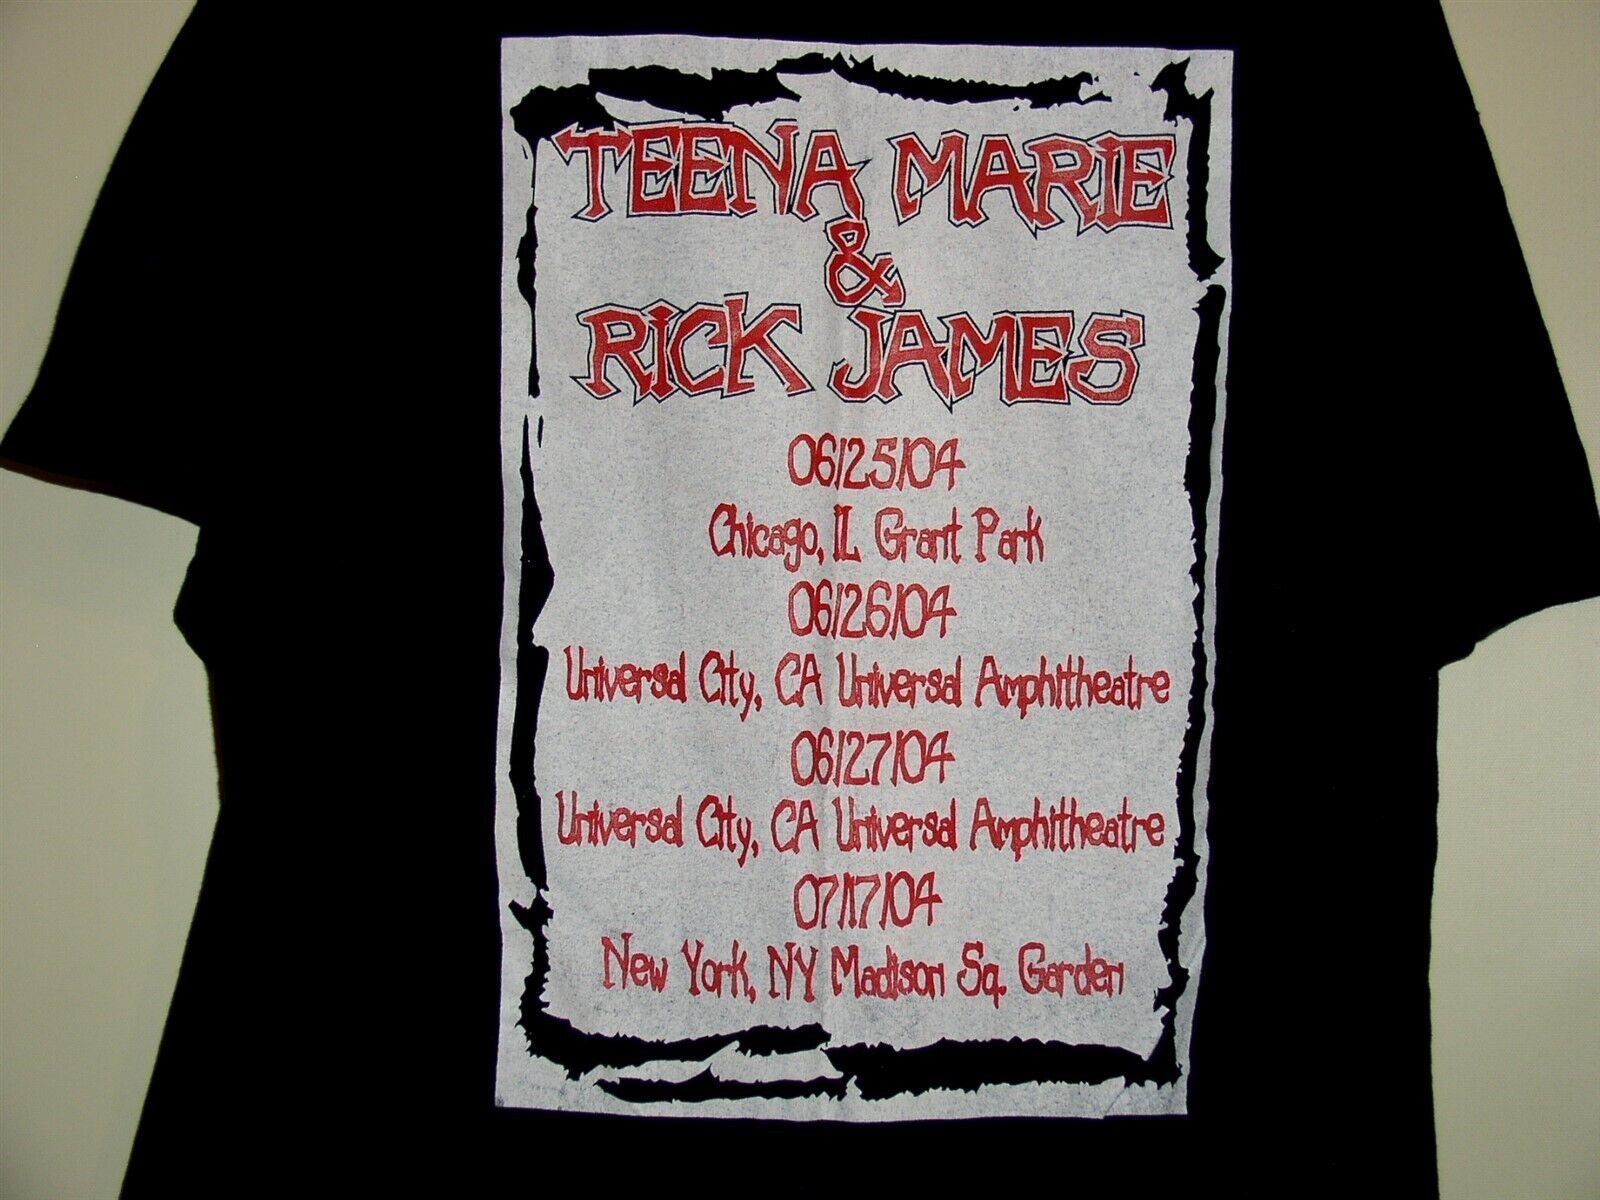 TEENA MARIE
&
RICK JAMES
06/25/04
Chicago, IL Grant Park
06/26/04
Universal City, CA Universal Amphitheatre
06/27/04
Universal City, CA Universal Amphitheatre
07/17/04
New York, NY Madison Sq. Garden